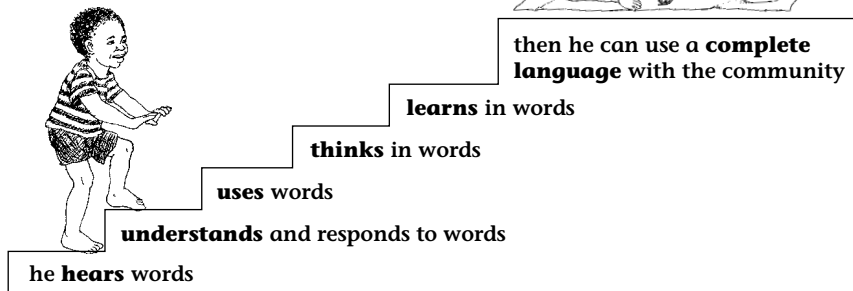 then he can use a complete
language with the community
learns in words
thinks in words
uses words
understands and responds to words
he hears words